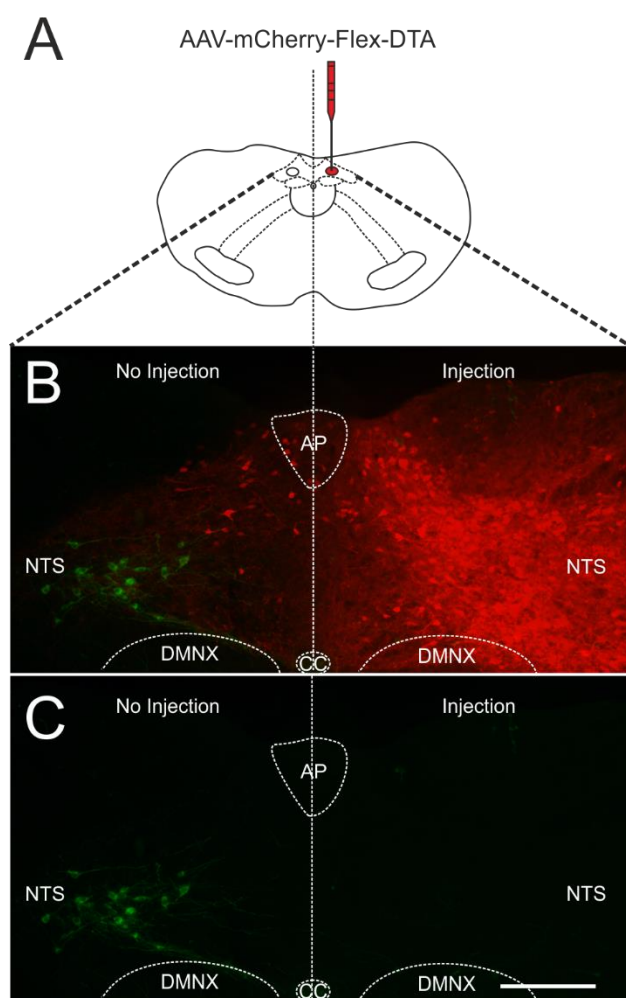 A
AAV-mCherry-Flex-DTA
B
No Injection
Injection
AP
NTS
NTS
DMNX
CC
DMNX
C
No Injection
Injection
AP
NTS
NTS
DMNX
CC
DMNX